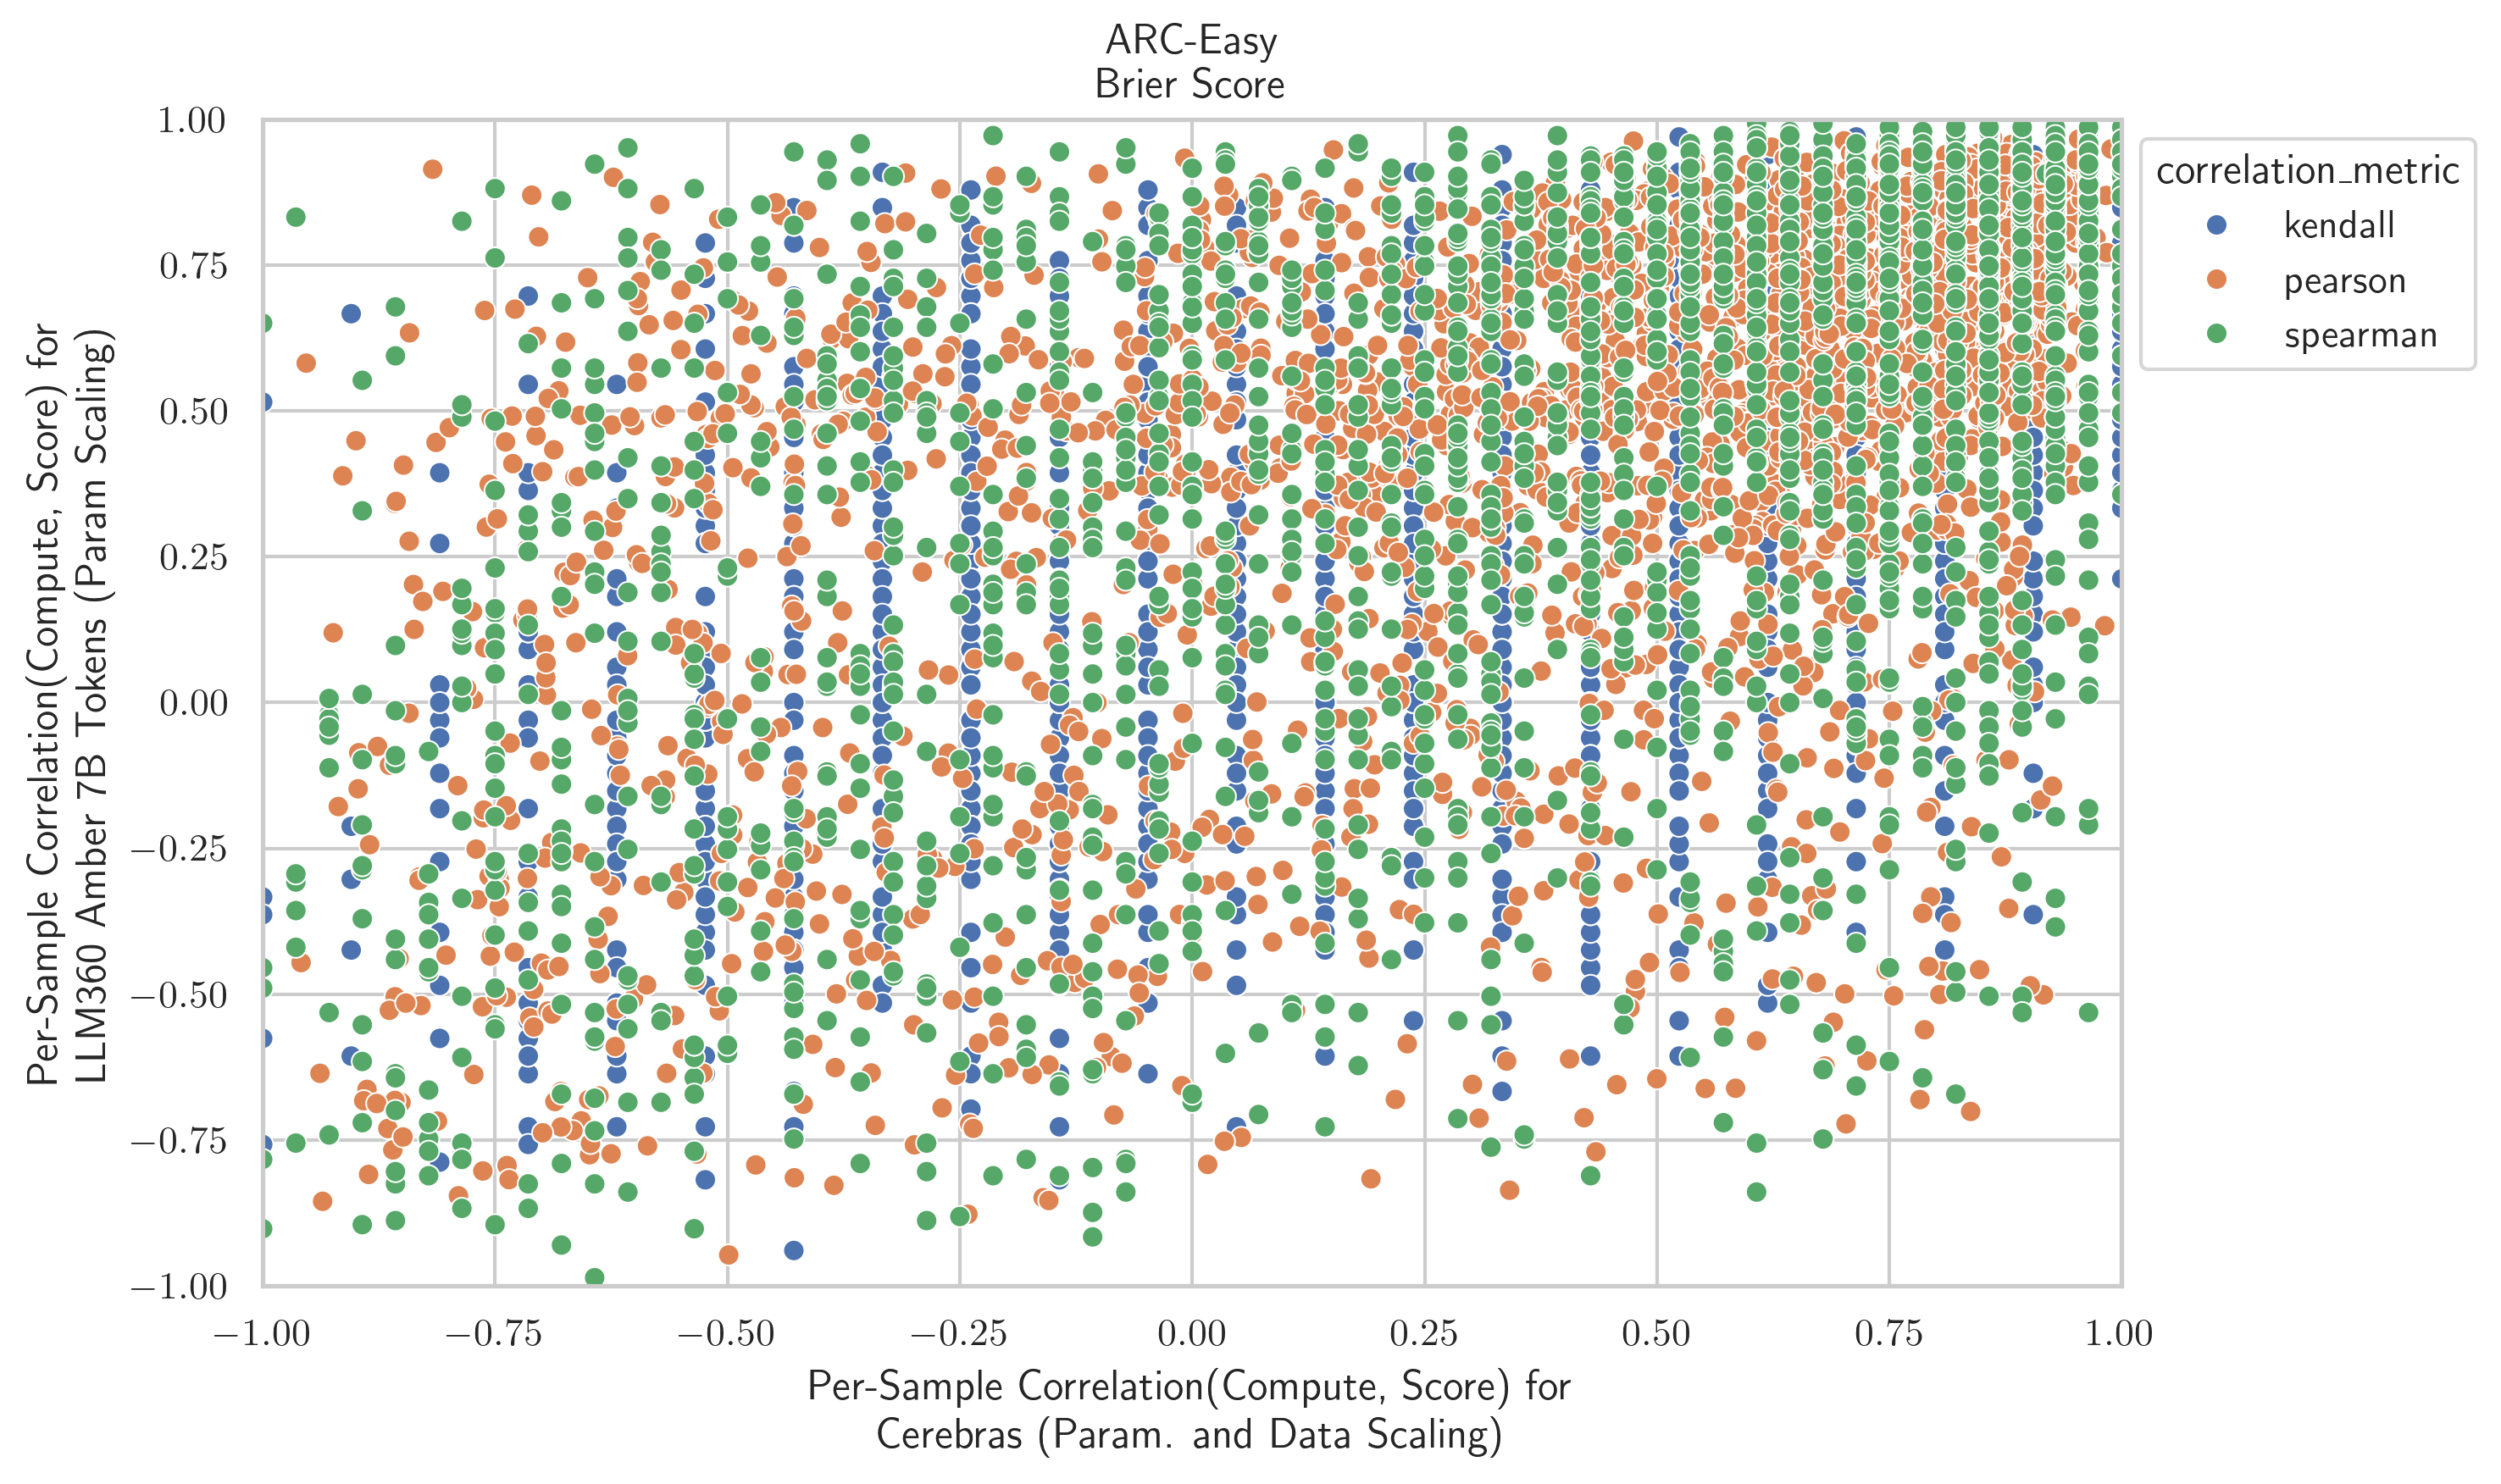 ARC-Easy
Brier Score
Per-Sample Correlation(Compute, Score) for
LLM360 Amber 7B Tokens (Param Scaling)
1.00
0.75
0.50
0.25
0.00
−0.25
−0.50
−0.75
−1.00
−1.00 −0.75 −0.50 −0.25 0.00 0.25 0.50 0.75 1.00
Per-Sample Correlation(Compute, Score) for
Cerebras (Param. and Data Scaling)
correlation_metric
kendall
pearson
spearman